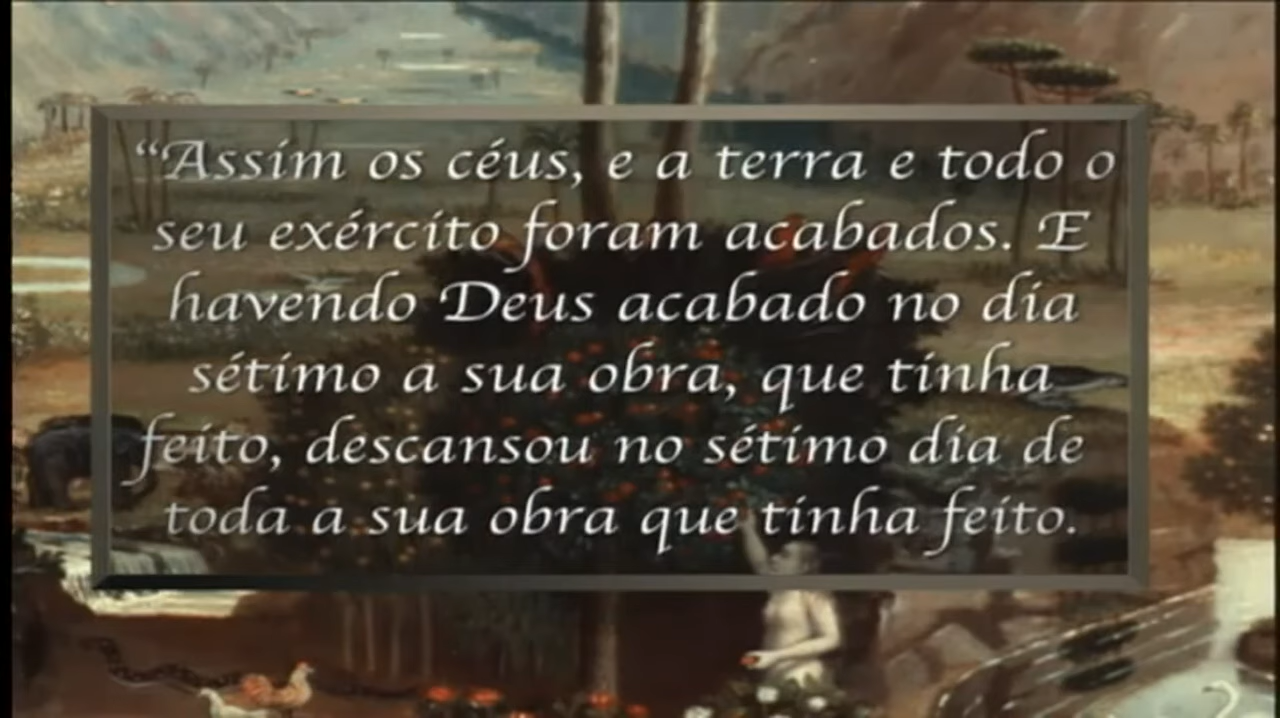 “Assim os céus, e a terra e todo o
seu exército foram acabados. E
havendo Deus acabado no dia
sétimo a sua obra, que tinha
feito, descansou no sétimo dia de
toda a sua obra que tinha feito.